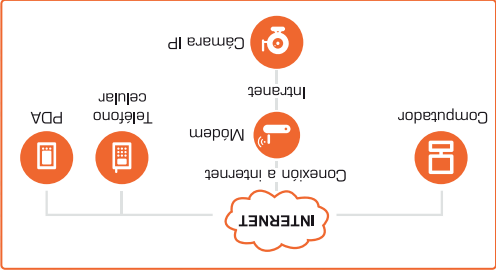 INTERNET
Conexión a internet
Módem
Computador
Teléfono
celular
PDA
Intranet
Cámara IP